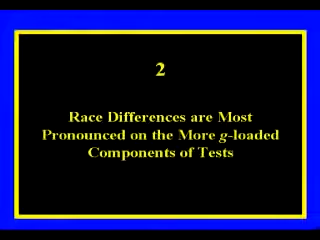 2
Race Differences are Most
Pronounced on the More g-loaded
Components of Tests